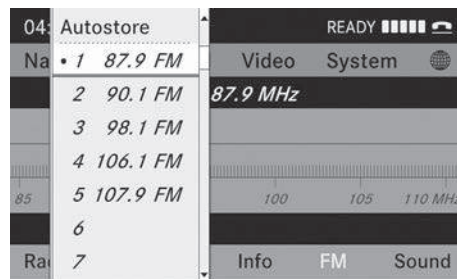 04: Autostore READY
Na • 1 87.9 FM Video System
2 90.1 FM 87.9 MHz
3 98.1 FM
4 106.1 FM
85 5 107.9 FM 100 105 110 MHz
6
Ra 7 Info FM Sound